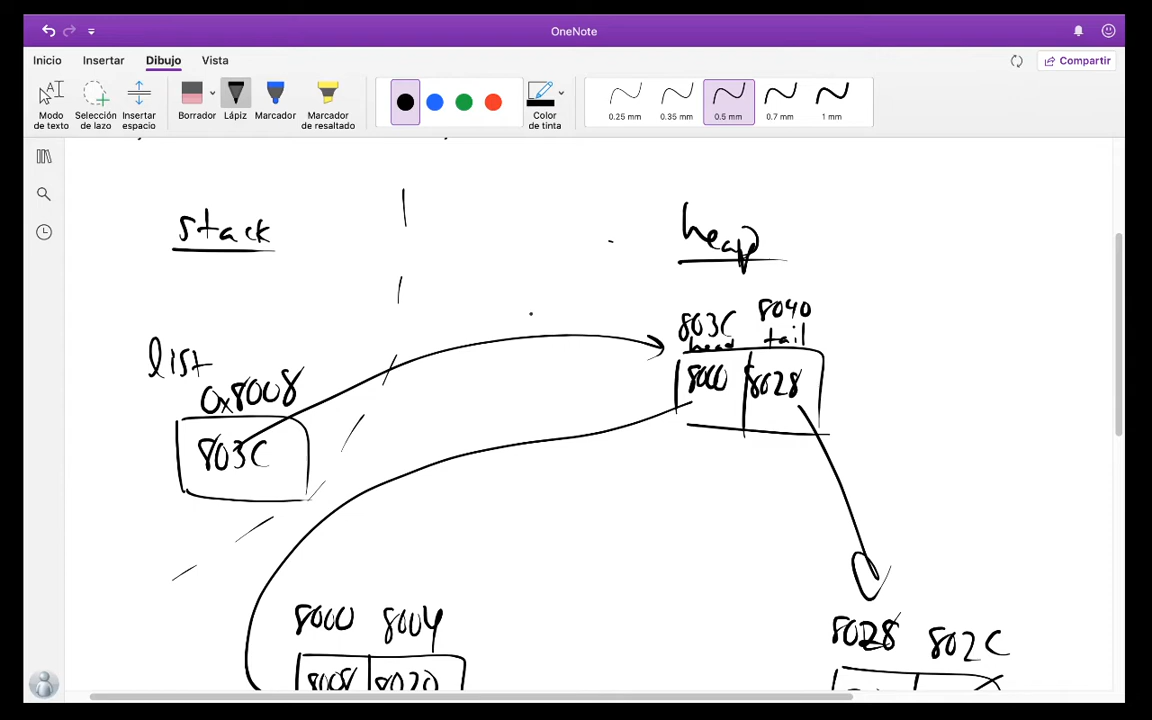 OneNote
Inicio Insertar Dibujo Vista
Compartir
Modo de texto
Selección de lazo
Insertar espacio
Borrador
Lápiz
Marcador
Marcador de resaltado
Color de tinta
0.25 mm
0.35 mm
0.5 mm
0.7 mm
1 mm
stack
heap
803C 8040
head tail
8000 8028
list
0x8008
803C
8000 8004
8028 802C
8008 8020